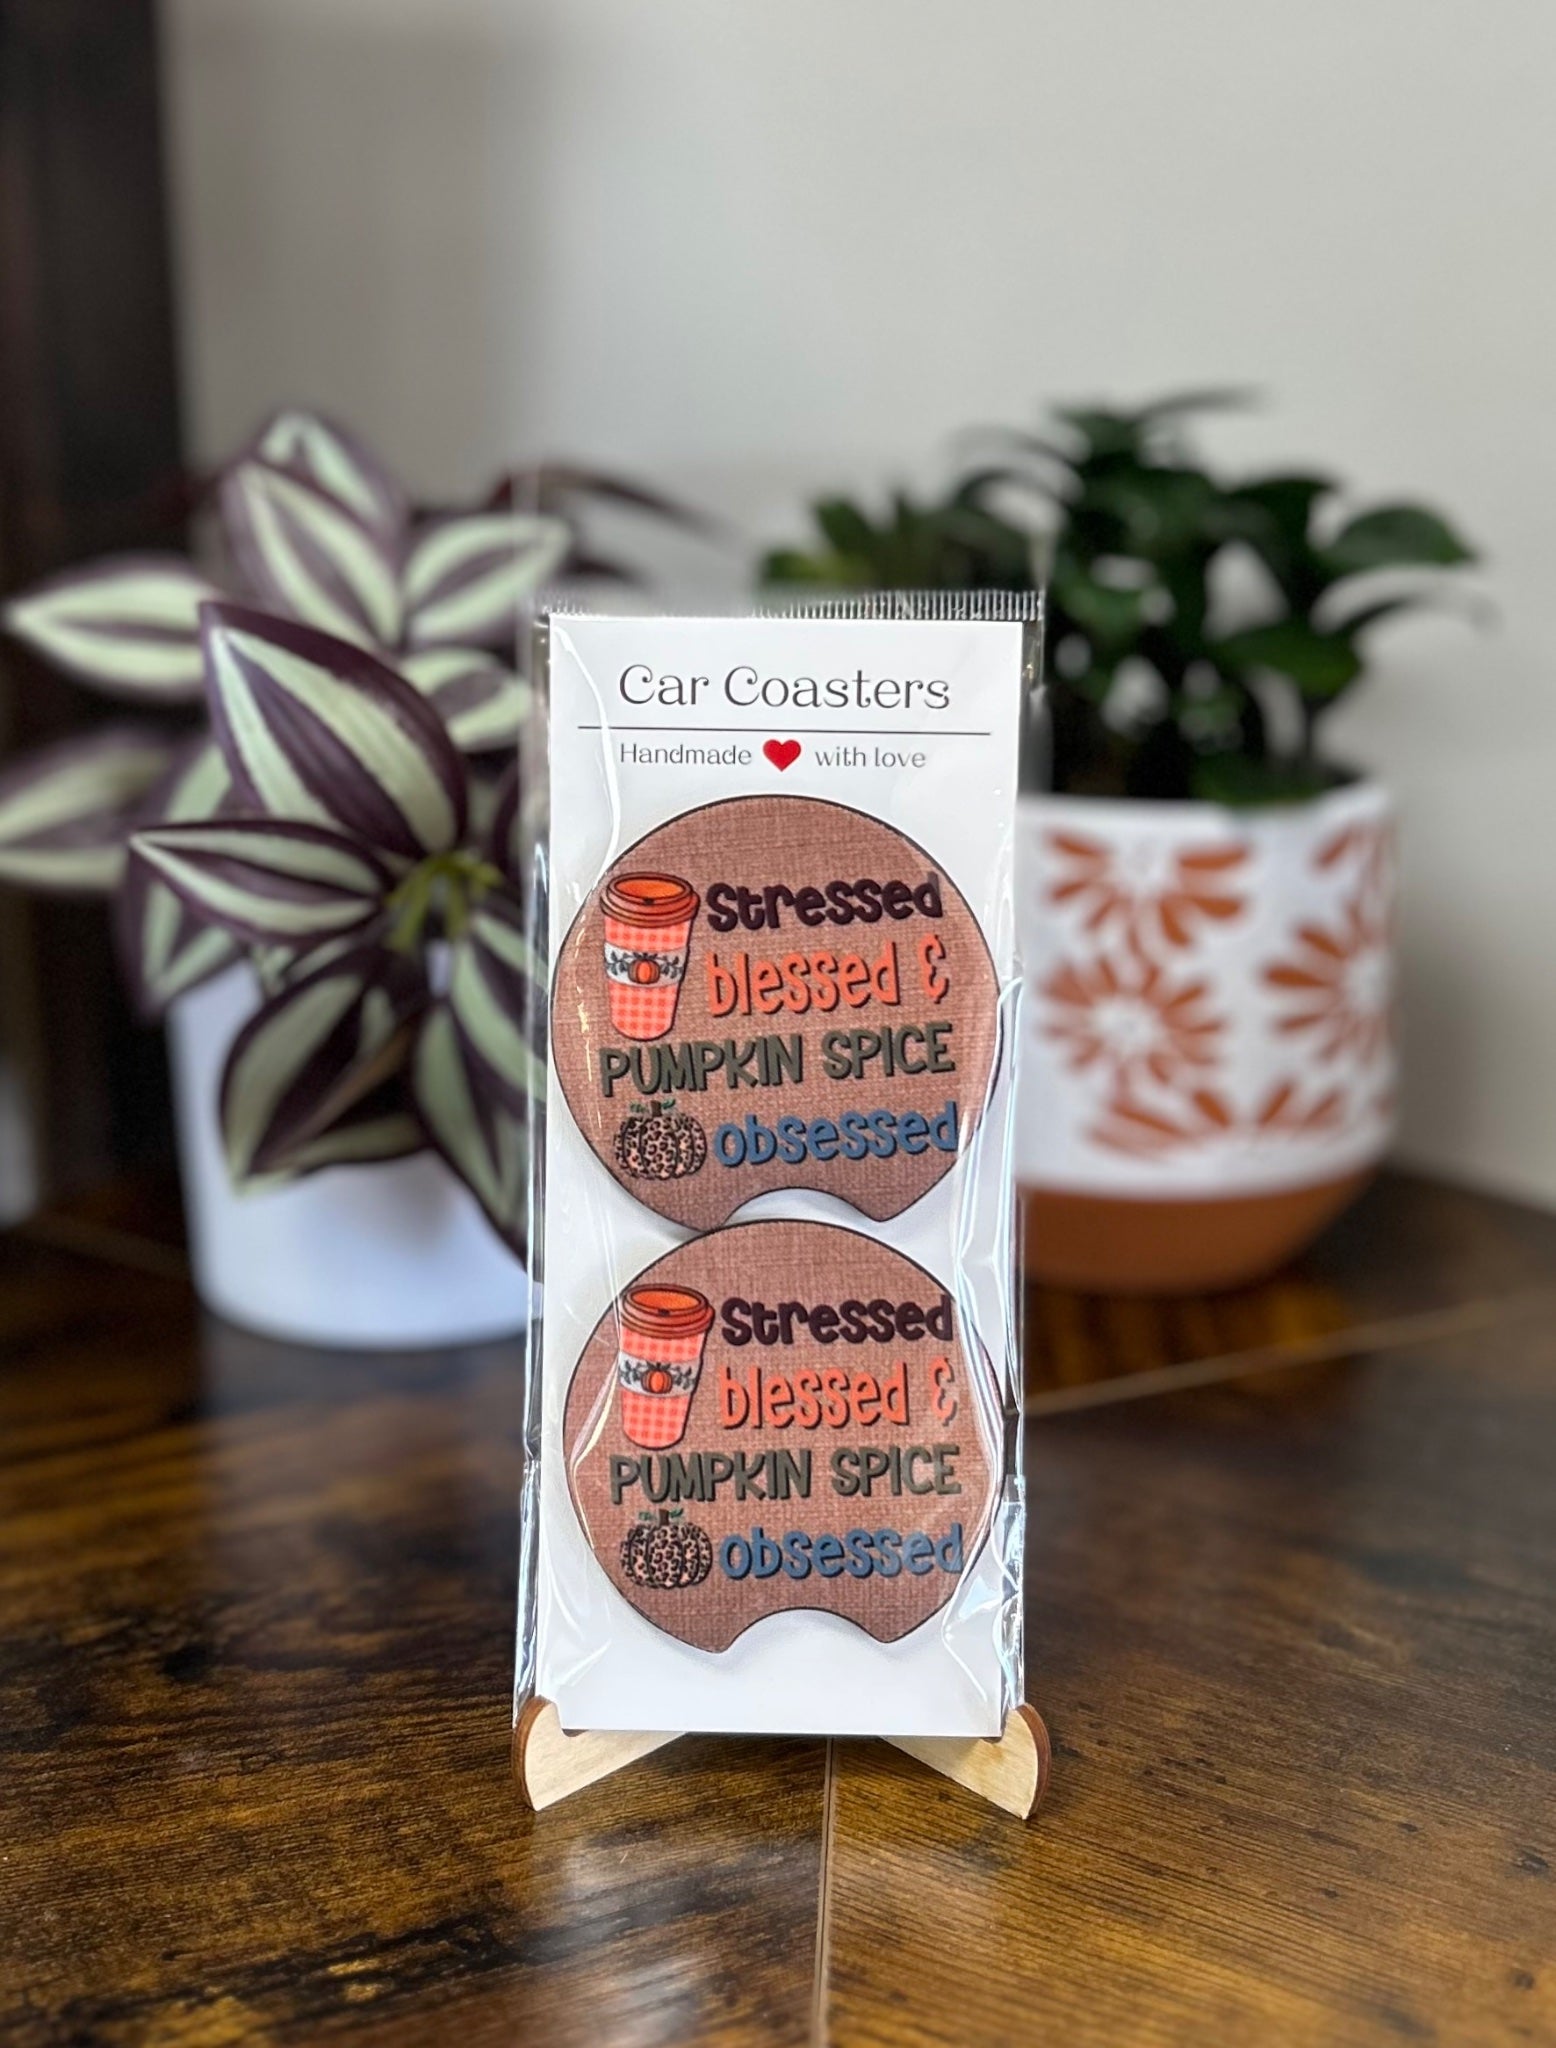 Car Coasters
Handmade ❤ with love
Stressed
blessed &
PUMPKIN SPICE
obsessed
Stressed
blessed &
PUMPKIN SPICE
obsessed